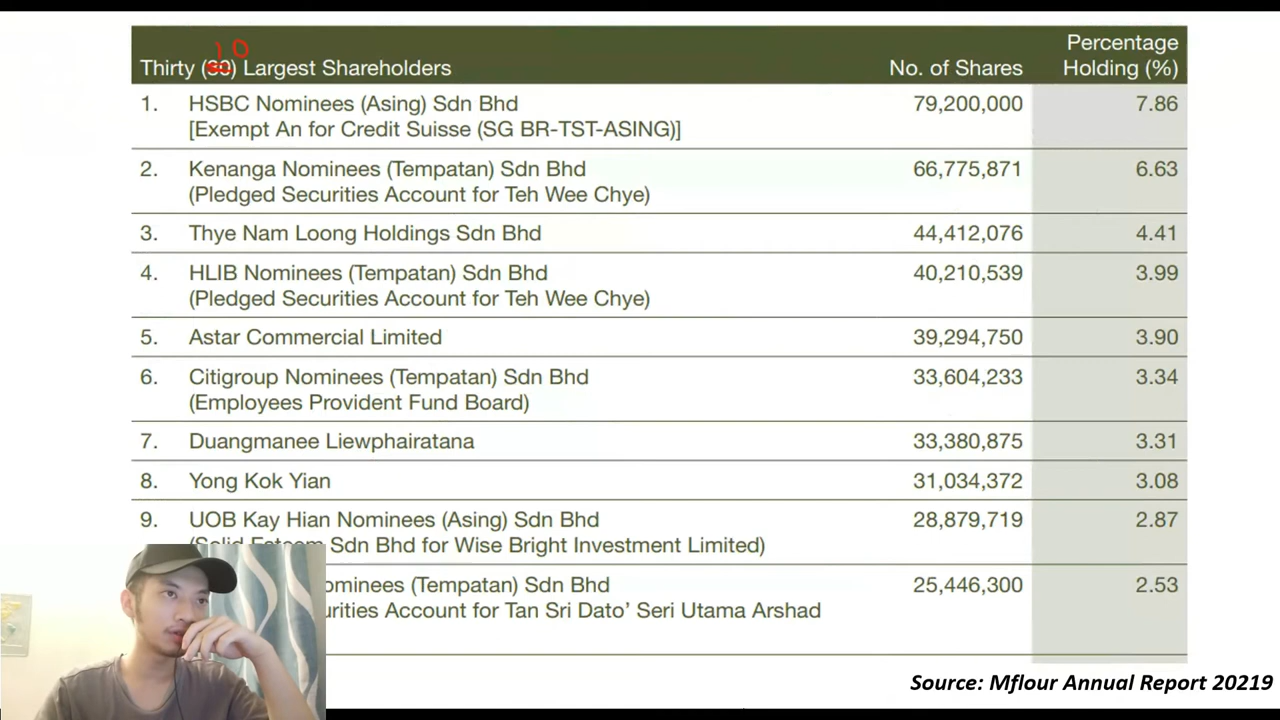 10
Thirty (30) Largest Shareholders No. of Shares Percentage Holding (%)
1. HSBC Nominees (Asing) Sdn Bhd 79,200,000 7.86
[Exempt An for Credit Suisse (SG BR-TST-ASING)]
2. Kenanga Nominees (Tempatan) Sdn Bhd 66,775,871 6.63
(Pledged Securities Account for Teh Wee Chye)
3. Thye Nam Loong Holdings Sdn Bhd 44,412,076 4.41
4. HLIB Nominees (Tempatan) Sdn Bhd 40,210,539 3.99
(Pledged Securities Account for Teh Wee Chye)
5. Astar Commercial Limited 39,294,750 3.90
6. Citigroup Nominees (Tempatan) Sdn Bhd 33,604,233 3.34
(Employees Provident Fund Board)
7. Duangmanee Liewphairatana 33,380,875 3.31
8. Yong Kok Yian 31,034,372 3.08
9. UOB Kay Hian Nominees (Asing) Sdn Bhd 28,879,719 2.87
Sdn Bhd for Wise Bright Investment Limited)
(Tempatan) Sdn Bhd 25,446,300 2.53
Account for Tan Sri Dato' Seri Utama Arshad
Source: Mflour Annual Report 20219